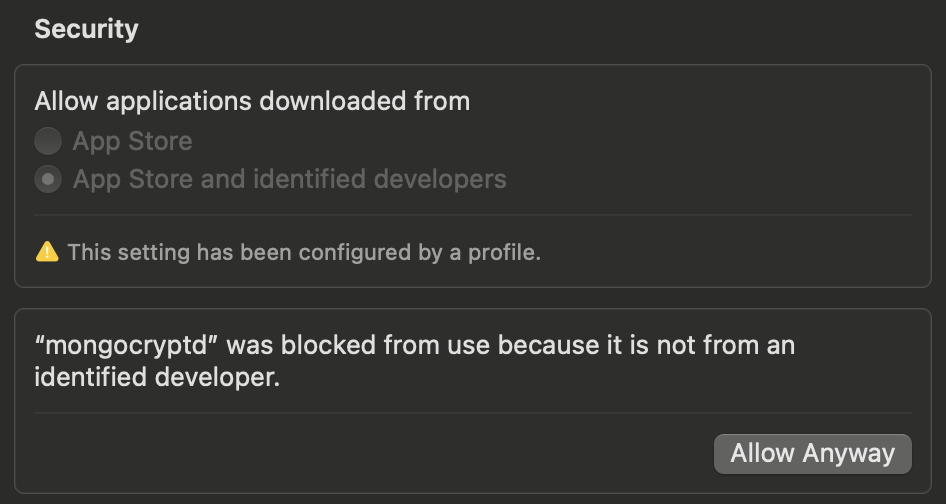 Security
Allow applications downloaded from
App Store
App Store and identified developers
This setting has been configured by a profile.
“mongocryptd” was blocked from use because it is not from an
identified developer.
Allow Anyway